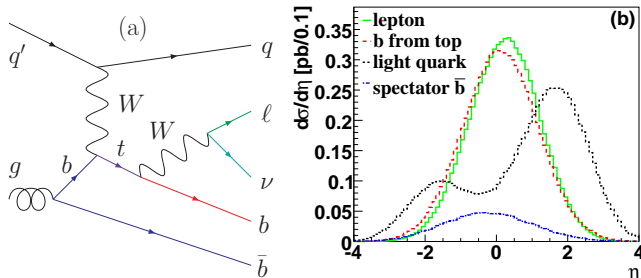 (a)
q′
q
W
W
ℓ
g
b
t
ν
b
b̄
(b)
lepton
b from top
light quark
spectator b̄
dσ/dη [pb/0.1]
0.35
0.3
0.25
0.2
0.15
0.1
0.05
0
-4 -2 0 2 4
η